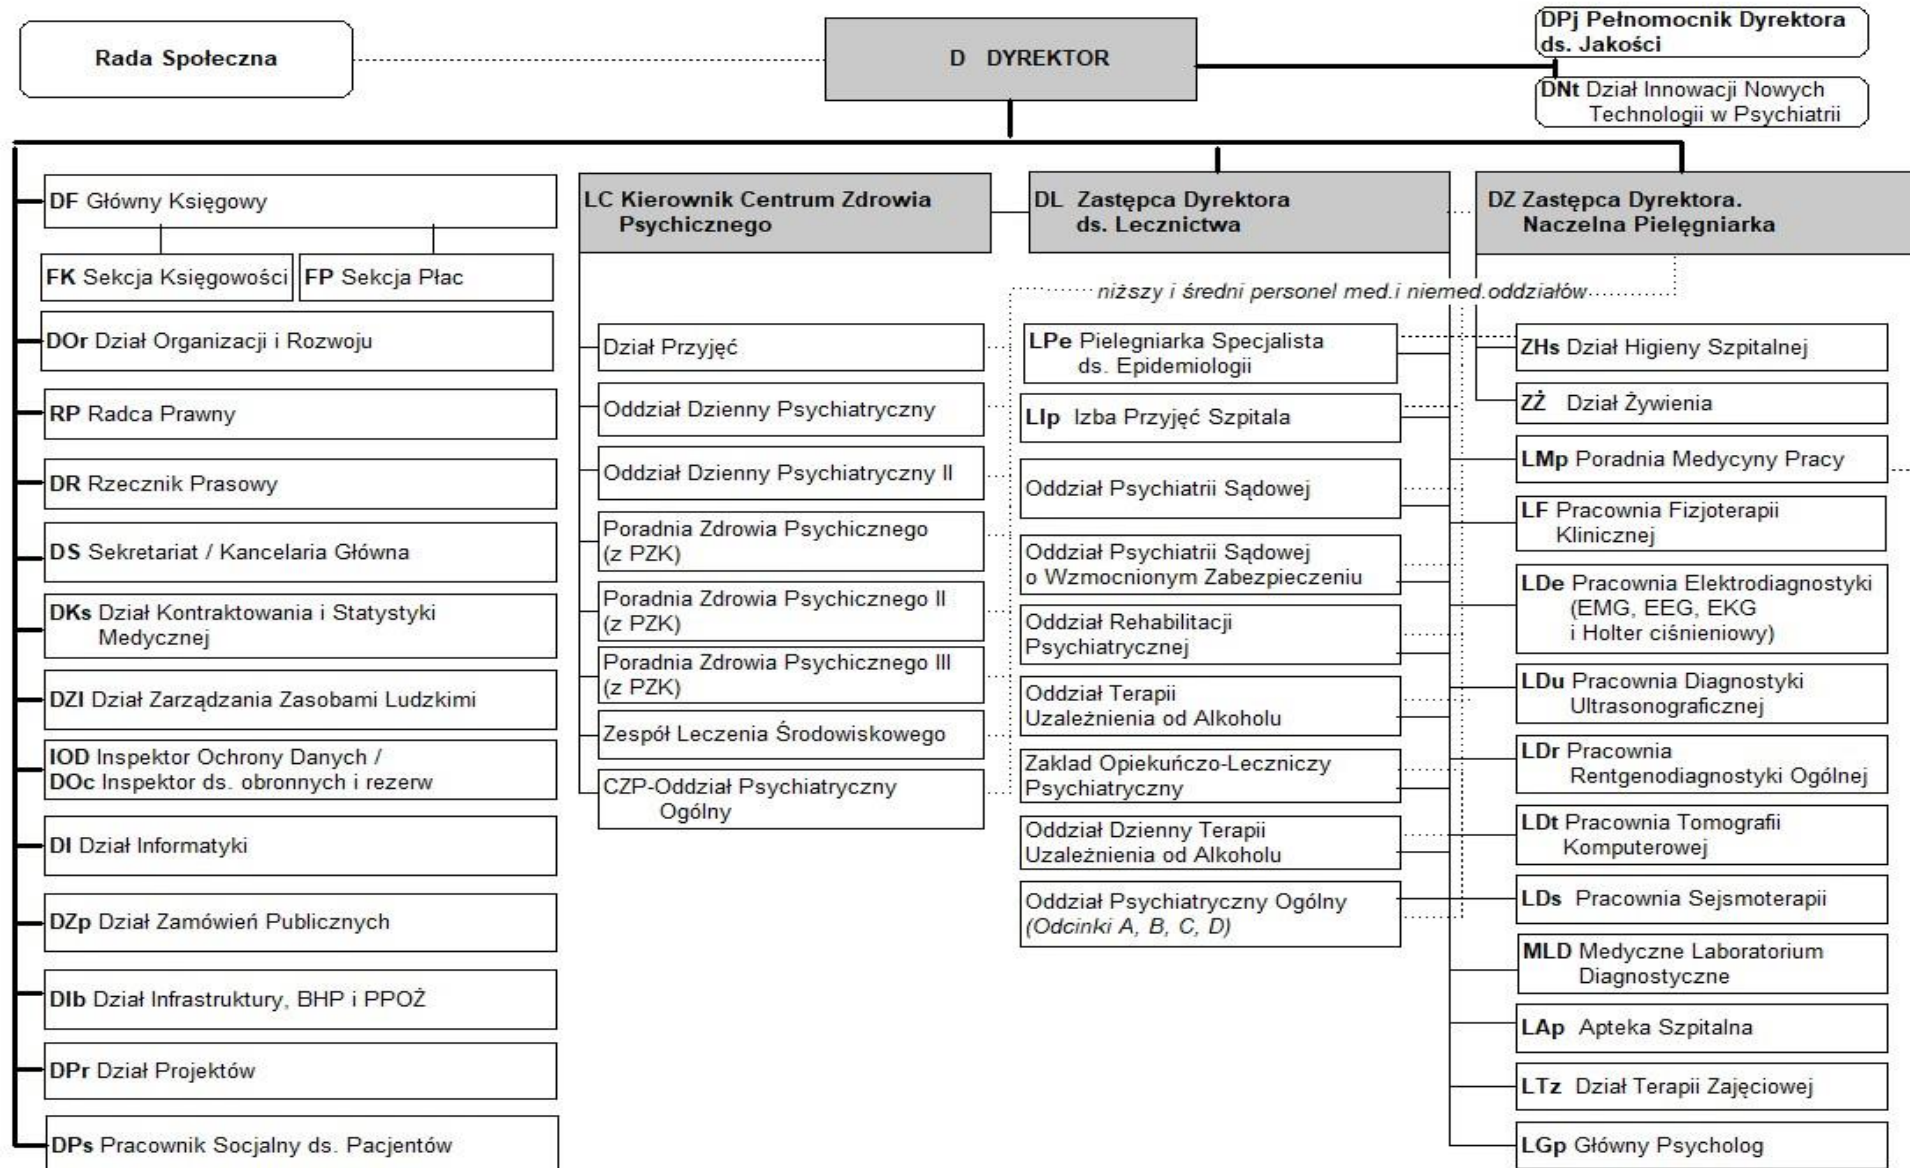 Rada Społeczna
D DYREKTOR
DPj Pełnomocnik Dyrektora
ds. Jakości
DNt Dział Innowacji Nowych
Technologii w Psychiatrii
DF Główny Księgowy
FK Sekcja Księgowości
FP Sekcja Płac
DOr Dział Organizacji i Rozwoju
RP Radca Prawny
DR Rzecznik Prasowy
DS Sekretariat / Kancelaria Główna
DKs Dział Kontraktowania i Statystyki
Medycznej
DZl Dział Zarządzania Zasobami Ludzkimi
IOD Inspektor Ochrony Danych /
DOc Inspektor ds. obronnych i rezerw
DI Dział Informatyki
DZp Dział Zamówień Publicznych
DIb Dział Infrastruktury, BHP i PPOŻ
DPr Dział Projektów
DPs Pracownik Socjalny ds. Pacjentów
LC Kierownik Centrum Zdrowia
Psychicznego
Dział Przyjęć
Oddział Dzienny Psychiatryczny
Oddział Dzienny Psychiatryczny II
Poradnia Zdrowia Psychicznego
(z PZK)
Poradnia Zdrowia Psychicznego II
(z PZK)
Poradnia Zdrowia Psychicznego III
(z PZK)
Zespół Leczenia Środowiskowego
CZP-Oddział Psychiatryczny
Ogólny
DL Zastępca Dyrektora
ds. Lecznictwa
niższy i średni personel med.i niemed.oddziałów
LPe Pielegniarka Specjalista
ds. Epidemiologii
LIp Izba Przyjęć Szpitala
Oddział Psychiatrii Sądowej
Oddział Psychiatrii Sądowej
o Wzmocnionym Zabezpieczeniu
Oddział Rehabilitacji
Psychiatrycznej
Oddział Terapii
Uzależnienia od Alkoholu
Zaklad Opiekuńczo-Leczniczy
Psychiatryczny
Oddział Dzienny Terapii
Uzależnienia od Alkoholu
Oddział Psychiatryczny Ogólny
(Odcinki A, B, C, D)
DZ Zastępca Dyrektora.
Naczelna Pielęgniarka
ZHs Dział Higieny Szpitalnej
ZŻ Dział Żywienia
LMp Poradnia Medycyny Pracy
LF Pracownia Fizjoterapii
Klinicznej
LDe Pracownia Elektrodiagnostyki
(EMG, EEG, EKG
i Holter ciśnieniowy)
LDu Pracownia Diagnostyki
Ultrasonograficznej
LDr Pracownia
Rentgenodiagnostyki Ogólnej
LDt Pracownia Tomografii
Komputerowej
LDs Pracownia Sejsmoterapii
MLD Medyczne Laboratorium
Diagnostyczne
LAp Apteka Szpitalna
LTz Dział Terapii Zajęciowej
LGp Główny Psycholog